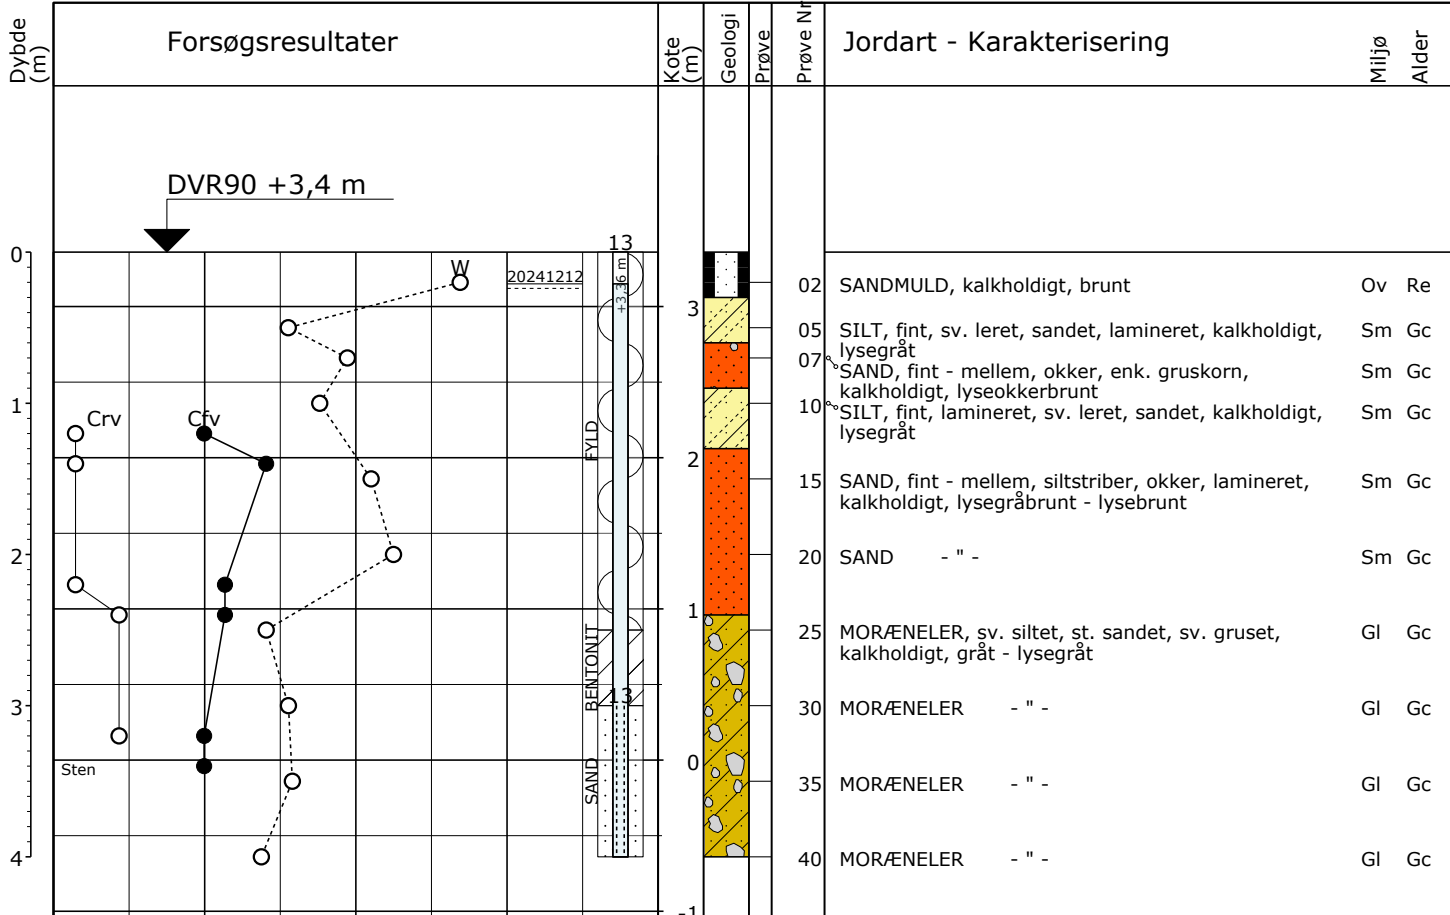 Dybde
(m)
Forsøgsresultater
Kote
(m)
Geologi
Prøve
Prøve Nr
Jordart - Karakterisering
Miljø
Alder
DVR90 +3,4 m
0
1
2
3
4
13
+3,36 m
W
20241212
Crv
Cfv
Sten
FYLD
BENTONIT
13
SAND
3
2
1
0
-1
02 SANDMULD, kalkholdigt, brunt Ov Re
05 SILT, fint, sv. leret, sandet, lamineret, kalkholdigt, Sm Gc
lysegråt
07 SAND, fint - mellem, okker, enk. gruskorn, Sm Gc
kalkholdigt, lyseokkerbrunt
10 SILT, fint, lamineret, sv. leret, sandet, kalkholdigt, Sm Gc
lysegråt
15 SAND, fint - mellem, siltstriber, okker, lamineret, Sm Gc
kalkholdigt, lysegråbrunt - lysebrunt
20 SAND - " - Sm Gc
25 MORÆNELER, sv. siltet, st. sandet, sv. gruset, Gl Gc
kalkholdigt, gråt - lysegråt
30 MORÆNELER - " - Gl Gc
35 MORÆNELER - " - Gl Gc
40 MORÆNELER - " - Gl Gc